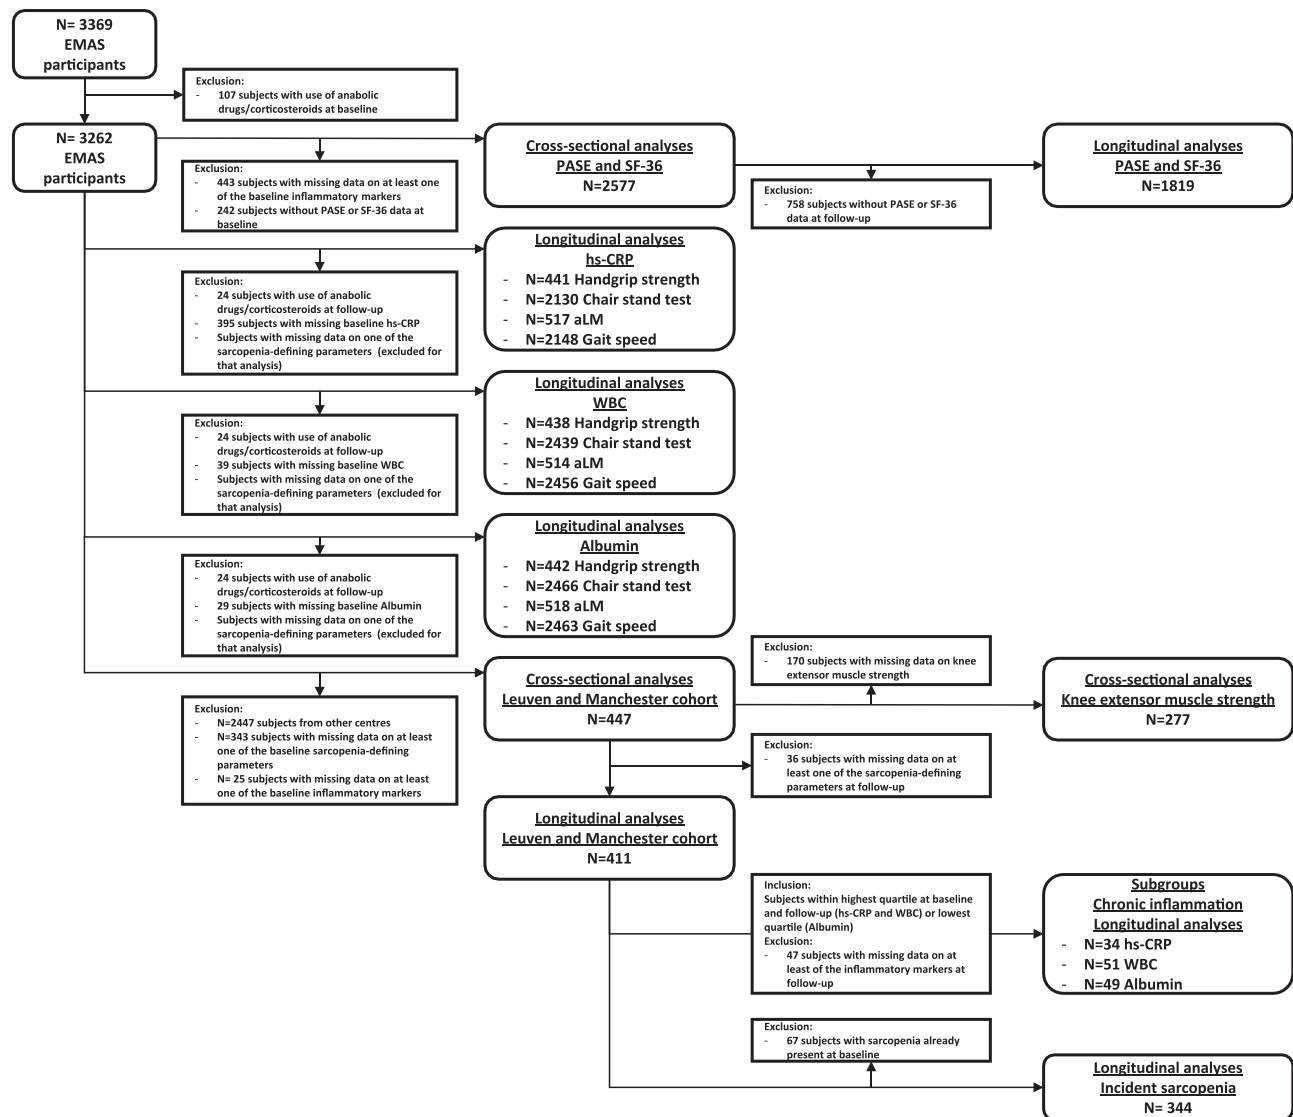 N= 3369
EMAS
participants
Exclusion:
- 107 subjects with use of anabolic
drugs/corticosteroids at baseline
N= 3262
EMAS
participants
Exclusion:
- 443 subjects with missing data on at least one
of the baseline inflammatory markers
- 242 subjects without PASE or SF-36 data at
baseline
Cross-sectional analyses
PASE and SF-36
N=2577
Exclusion:
- 758 subjects without PASE or SF-36
data at follow-up
Longitudinal analyses
PASE and SF-36
N=1819
Exclusion:
- 24 subjects with use of anabolic
drugs/corticosteroids at follow-up
- 395 subjects with missing baseline hs-CRP
- Subjects with missing data on one of the
sarcopenia-defining parameters (excluded for
that analysis)
Longitudinal analyses
hs-CRP
- N=441 Handgrip strength
- N=2130 Chair stand test
- N=517 aLM
- N=2148 Gait speed
Exclusion:
- 24 subjects with use of anabolic
drugs/corticosteroids at follow-up
- 39 subjects with missing baseline WBC
- Subjects with missing data on one of the
sarcopenia-defining parameters (excluded for
that analysis)
Longitudinal analyses
WBC
- N=438 Handgrip strength
- N=2439 Chair stand test
- N=514 aLM
- N=2456 Gait speed
Exclusion:
- 24 subjects with use of anabolic
drugs/corticosteroids at follow-up
- 29 subjects with missing baseline Albumin
- Subjects with missing data on one of the
sarcopenia-defining parameters (excluded for
that analysis)
Longitudinal analyses
Albumin
- N=442 Handgrip strength
- N=2466 Chair stand test
- N=518 aLM
- N=2463 Gait speed
Exclusion:
- N=2447 subjects from other centres
- N=343 subjects with missing data on at least
one of the baseline sarcopenia-defining
parameters
- N= 25 subjects with missing data on at least
one of the baseline inflammatory markers
Cross-sectional analyses
Leuven and Manchester cohort
N=447
Exclusion:
- 170 subjects with missing data on knee
extensor muscle strength
Cross-sectional analyses
Knee extensor muscle strength
N=277
Exclusion:
- 36 subjects with missing data on at
least one of the sarcopenia-defining
parameters at follow-up
Longitudinal analyses
Leuven and Manchester cohort
N=411
Inclusion:
Subjects within highest quartile at baseline
and follow-up (hs-CRP and WBC) or lowest
quartile (Albumin)
Exclusion:
- 47 subjects with missing data on at
least of the inflammatory markers at
follow-up
Subgroups
Chronic inflammation
Longitudinal analyses
- N=34 hs-CRP
- N=51 WBC
- N=49 Albumin
Exclusion:
- 67 subjects with sarcopenia already
present at baseline
Longitudinal analyses
Incident sarcopenia
N= 344